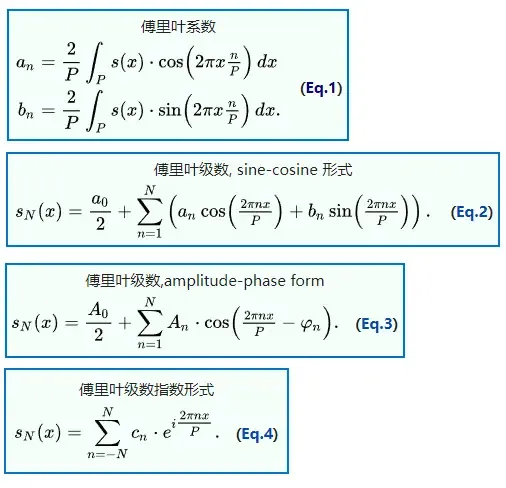 傅里叶系数
$a_n = \frac{2}{P} \int_P s(x) \cdot \cos\left(2\pi x \frac{n}{P}\right) dx$
$b_n = \frac{2}{P} \int_P s(x) \cdot \sin\left(2\pi x \frac{n}{P}\right) dx.$ (Eq.1)
傅里叶级数, sine-cosine 形式
$s_N(x) = \frac{a_0}{2} + \sum_{n=1}^{N} \left(a_n \cos\left(\frac{2\pi nx}{P}\right) + b_n \sin\left(\frac{2\pi nx}{P}\right)\right).$ (Eq.2)
傅里叶级数,amplitude-phase form
$s_N(x) = \frac{A_0}{2} + \sum_{n=1}^{N} A_n \cdot \cos\left(\frac{2\pi nx}{P} - \varphi_n\right).$ (Eq.3)
傅里叶级数指数形式
$s_N(x) = \sum_{n=-N}^{N} c_n \cdot e^{i\frac{2\pi nx}{P}}.$ (Eq.4)